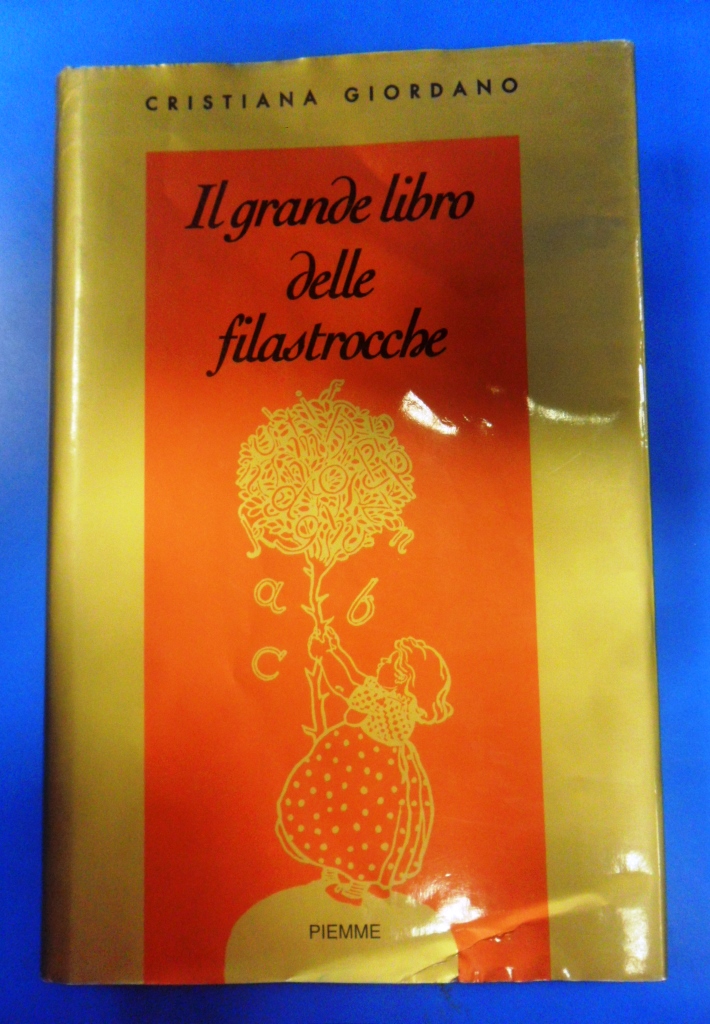 CRISTIANA GIORDANO
Il grande libro
delle
filastrocche
a
b
c
PIEMME